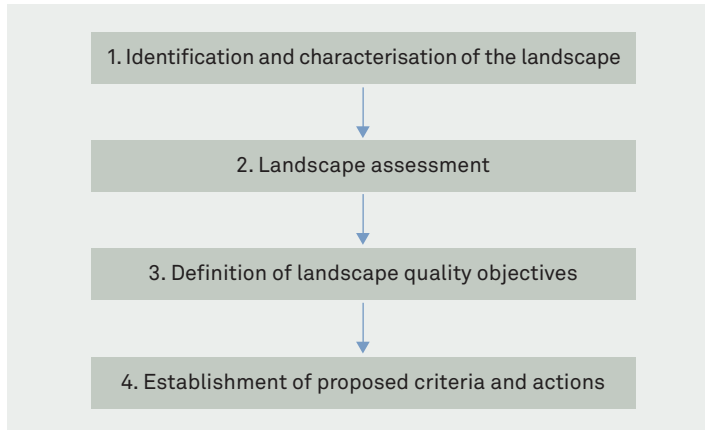 1. Identification and characterisation of the landscape
2. Landscape assessment
3. Definition of landscape quality objectives
4. Establishment of proposed criteria and actions